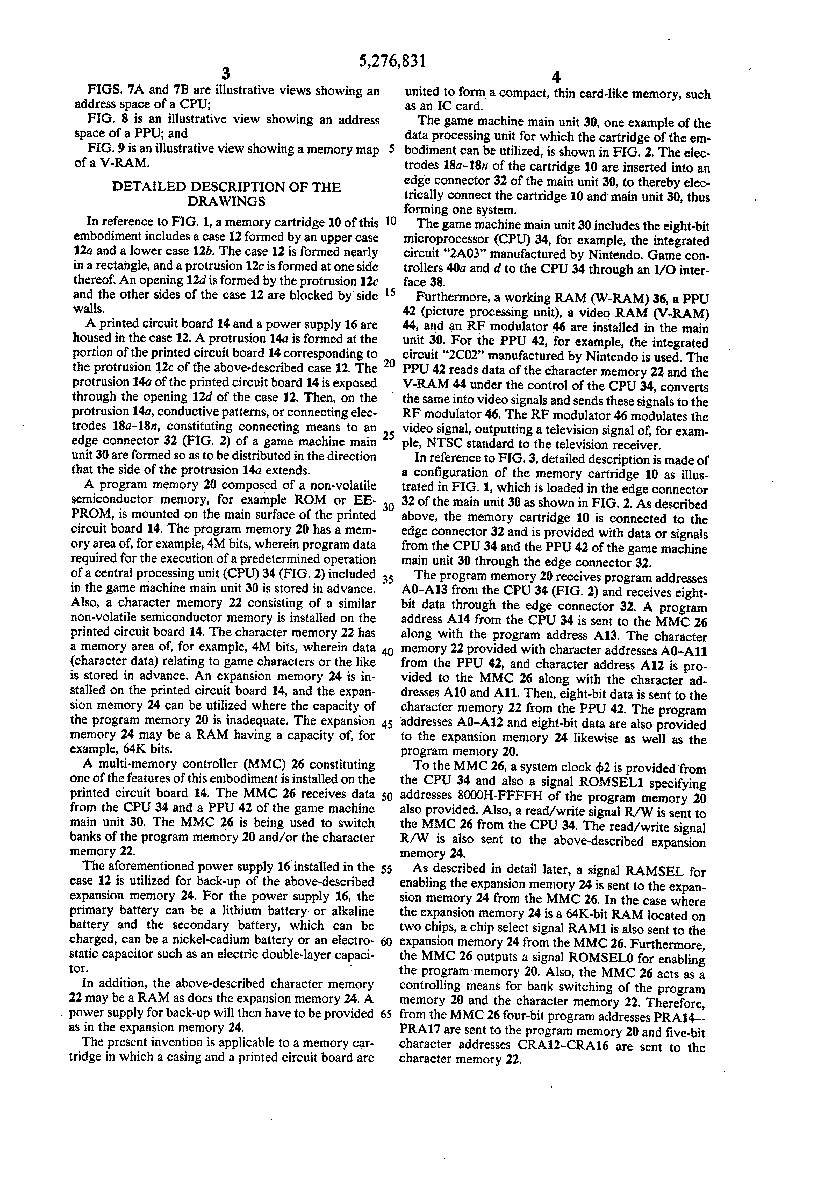 5,276,831
3
FIGS. 7A and 7B are illustrative views showing an
address space of a CPU;
FIG. 8 is an illustrative view showing an address
space of a PPU; and
FIG. 9 is an illustrative view showing a memory map
of a V-RAM.
DETAILED DESCRIPTION OF THE
DRAWINGS
In reference to FIG. 1, a memory cartridge 10 of this
embodiment includes a case 12 formed by an upper case
12a and a lower case 12b. The case 12 is formed nearly
in a rectangle, and a protrusion 12c is formed at one side
thereof. An opening 12d is formed by the protrusion 12c
and the other sides of the case 12 are blocked by side
walls.
A printed circuit board 14 and a power supply 16 are
housed in the case 12. A protrusion 14a is formed at the
portion of the printed circuit board 14 corresponding to
the protrusion 12c of the above-described case 12. The
protrusion 14a of the printed circuit board 14 is exposed
through the opening 12d of the case 12. Then, on the
protrusion 14a, conductive patterns, or connecting elec-
trodes 18a-18n, constituting connecting means to an
edge connector 32 (FIG. 2) of a game machine main
unit 30 are formed so as to be distributed in the direction
that the side of the protrusion 14a extends.
A program memory 20 composed of a non-volatile
semiconductor memory, for example ROM or EE-
PROM, is mounted on the main surface of the printed
circuit board 14. The program memory 20 has a mem-
ory area of, for example, 4M bits, wherein program data
required for the execution of a predetermined operation
of a central processing unit (CPU) 34 (FIG. 2) included
in the game machine main unit 30 is stored in advance.
Also, a character memory 22 consisting of a similar
non-volatile semiconductor memory is installed on the
printed circuit board 14. The character memory 22 has
a memory area of, for example, 4M bits, wherein data
(character data) relating to game characters or the like
is stored in advance. An expansion memory 24 is in-
stalled on the printed circuit board 14, and the expan-
sion memory 24 can be utilized where the capacity of
the program memory 20 is inadequate. The expansion
memory 24 may be a RAM having a capacity of, for
example, 64K bits.
A multi-memory controller (MMC) 26 constituting
one of the features of this embodiment is installed on the
printed circuit board 14. The MMC 26 receives data
from the CPU 34 and a PPU 42 of the game machine
main unit 30. The MMC 26 is being used to switch
banks of the program memory 20 and/or the character
memory 22.
The aforementioned power supply 16 installed in the
case 12 is utilized for back-up of the above-described
expansion memory 24. For the power supply 16, the
primary battery can be a lithium battery or alkaline
battery and the secondary battery, which can be
charged, can be a nickel-cadium battery or an electro-
static capacitor such as an electric double-layer capaci-
tor.
In addition, the above-described character memory
22 may be a RAM as does the expansion memory 24. A
power supply for back-up will then have to be provided
as in the expansion memory 24.
The present invention is applicable to a memory car-
tridge in which a casing and a printed circuit board are
5
10
15
20
25
30
35
40
45
50
55
60
65
4
united to form a compact, thin card-like memory, such
as an IC card.
The game machine main unit 30, one example of the
data processing unit for which the cartridge of the em-
bodiment can be utilized, is shown in FIG. 2. The elec-
trodes 18a-18n of the cartridge 10 are inserted into an
edge connector 32 of the main unit 30, to thereby elec-
trically connect the cartridge 10 and main unit 30, thus
forming one system.
The game machine main unit 30 includes the eight-bit
microprocessor (CPU) 34, for example, the integrated
circuit "2A03" manufactured by Nintendo. Game con-
trollers 40a and d to the CPU 34 through an I/O inter-
face 38.
Furthermore, a working RAM (W-RAM) 36, a PPU
42 (picture processing unit), a video RAM (V-RAM)
44, and an RF modulator 46 are installed in the main
unit 30. For the PPU 42, for example, the integrated
circuit "2C02" manufactured by Nintendo is used. The
PPU 42 reads data of the character memory 22 and the
V-RAM 44 under the control of the CPU 34, converts
the same into video signals and sends these signals to the
RF modulator 46. The RF modulator 46 modulates the
video signal, outputting a television signal of, for exam-
ple, NTSC standard to the television receiver.
In reference to FIG. 3, detailed description is made of
a configuration of the memory cartridge 10 as illus-
trated in FIG. 1, which is loaded in the edge connector
32 of the main unit 30 as shown in FIG. 2. As described
above, the memory cartridge 10 is connected to the
edge connector 32 and is provided with data or signals
from the CPU 34 and the PPU 42 of the game machine
main unit 30 through the edge connector 32.
The program memory 20 receives program addresses
A0-A13 from the CPU 34 (FIG. 2) and receives eight-
bit data through the edge connector 32. A program
address A14 from the CPU 34 is sent to the MMC 26
along with the program address A13. The character
memory 22 provided with character addresses A0-A11
from the PPU 42, and character address A12 is pro-
vided to the MMC 26 along with the character ad-
dresses A10 and A11. Then, eight-bit data is sent to the
character memory 22 from the PPU 42. The program
addresses A0-A12 and eight-bit data are also provided
to the expansion memory 24 likewise as well as the
program memory 20.
To the MMC 26, a system clock ϕ2 is provided from
the CPU 34 and also a signal ROMSEL1 specifying
addresses 8000H-FFFFH of the program memory 20
also provided. Also, a read/write signal R/W is sent to
the MMC 26 from the CPU 34. The read/write signal
R/W is also sent to the above-described expansion
memory 24.
As described in detail later, a signal RAMSEL for
enabling the expansion memory 24 is sent to the expan-
sion memory 24 from the MMC 26. In the case where
the expansion memory 24 is a 64K-bit RAM located on
two chips, a chip select signal RAM1 is also sent to the
expansion memory 24 from the MMC 26. Furthermore,
the MMC 26 outputs a signal ROMSEL0 for enabling
the program memory 20. Also, the MMC 26 acts as a
controlling means for bank switching of the program
memory 20 and the character memory 22. Therefore,
from the MMC 26 four-bit program addresses PRA14-
PRA17 are sent to the program memory 20 and five-bit
character addresses CRA12-CRA16 are sent to the
character memory 22.